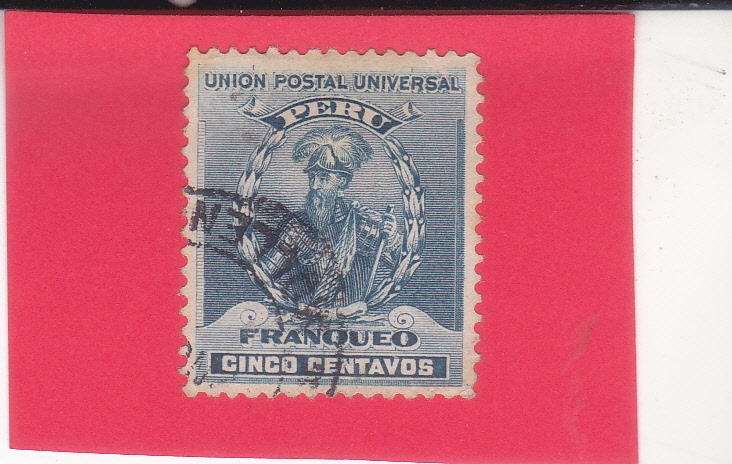 UNION POSTAL UNIVERSAL
PERU
FRANQUEO
CINCO CENTAVOS